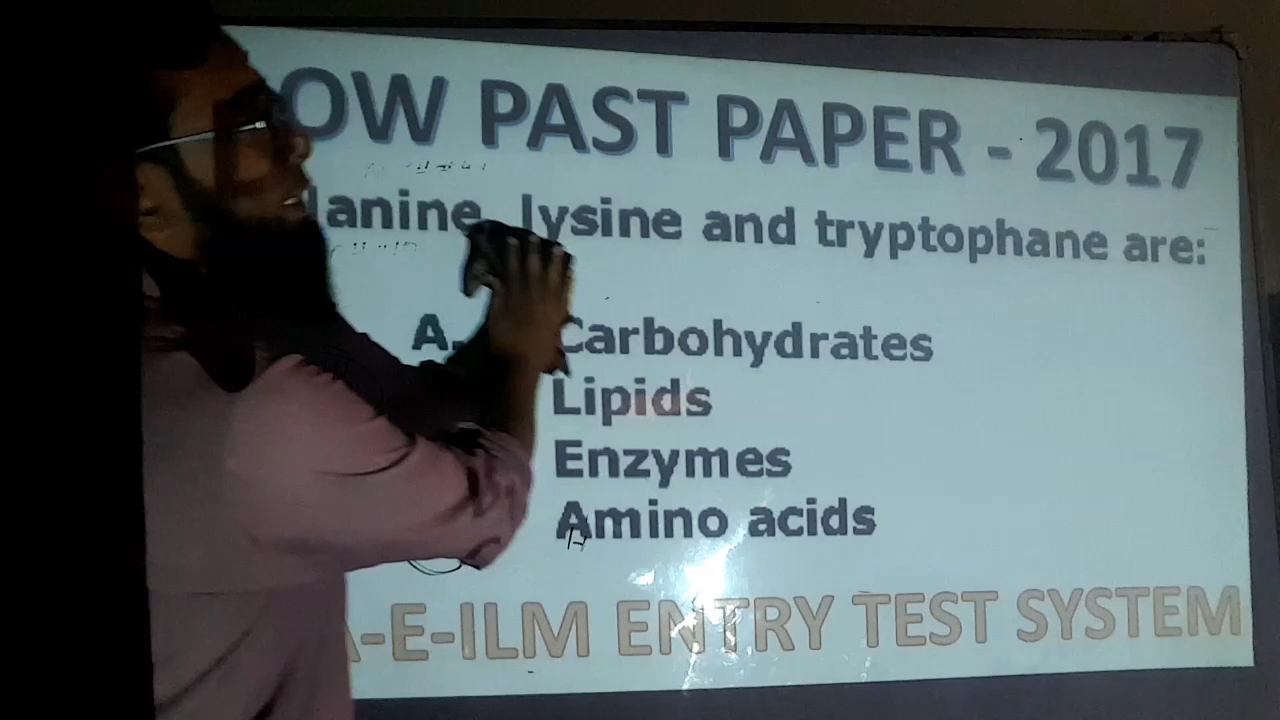 OW PAST PAPER - 2017
lanine, lysine and tryptophane are:
A. Carbohydrates
Lipids
Enzymes
Amino acids
A-E-ILM ENTRY TEST SYSTEM